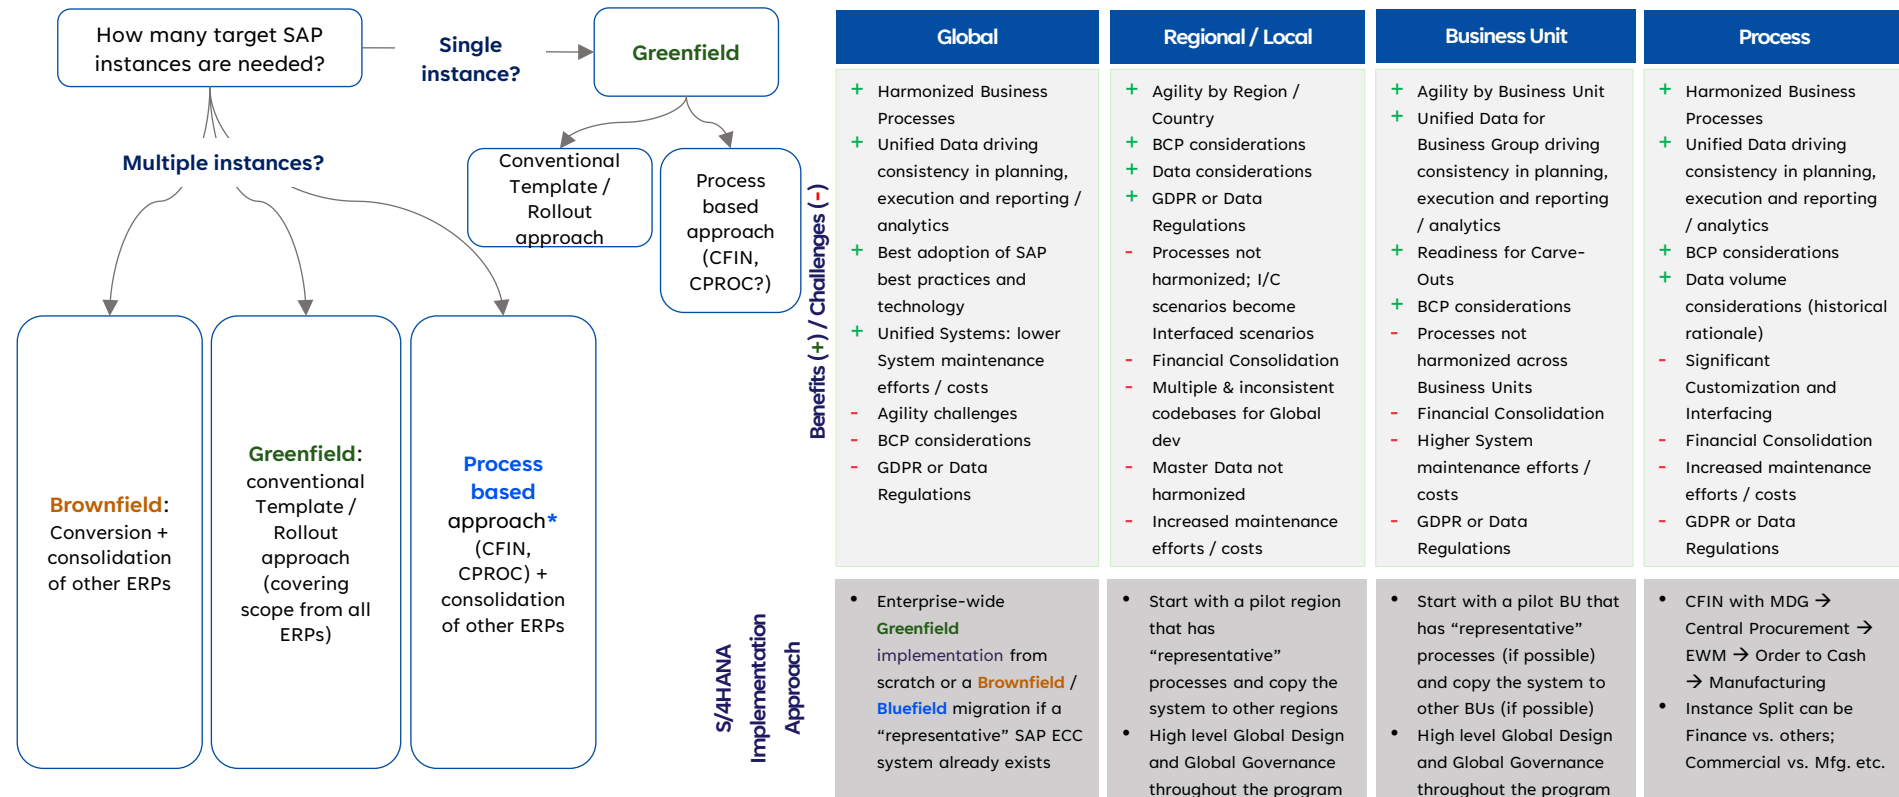 How many target SAP
instances are needed?
Single
instance?
Greenfield
Multiple instances?
Conventional
Template /
Rollout
approach
Process
based
approach
(CFIN,
CPROC?)
Brownfield:
Conversion +
consolidation
of other ERPs
Greenfield:
conventional
Template /
Rollout
approach
(covering
scope from all
ERPs)
Process
based
approach*
(CFIN,
CPROC) +
consolidation
of other ERPs
Benefits (+) / Challenges (-)
Global
+ Harmonized Business
Processes
+ Unified Data driving
consistency in planning,
execution and reporting /
analytics
+ Best adoption of SAP
best practices and
technology
+ Unified Systems: lower
System maintenance
efforts / costs
- Agility challenges
- BCP considerations
- GDPR or Data
Regulations
Regional / Local
+ Agility by Region /
Country
+ BCP considerations
+ Data considerations
+ GDPR or Data
Regulations
- Processes not
harmonized; I/C
scenarios become
Interfaced scenarios
- Financial Consolidation
- Multiple & inconsistent
codebases for Global
dev
- Master Data not
harmonized
- Increased maintenance
efforts / costs
Business Unit
+ Agility by Business Unit
+ Unified Data for
Business Group driving
consistency in planning,
execution and reporting
/ analytics
+ Readiness for Carve-
Outs
+ BCP considerations
- Processes not
harmonized across
Business Units
- Financial Consolidation
- Higher System
maintenance efforts /
costs
- GDPR or Data
Regulations
Process
+ Harmonized Business
Processes
+ Unified Data driving
consistency in planning,
execution and reporting
/ analytics
+ BCP considerations
+ Data volume
considerations (historical
rationale)
- Significant
Customization and
Interfacing
- Financial Consolidation
- Increased maintenance
efforts / costs
- GDPR or Data
Regulations
S/4HANA
Implementation
Approach
• Enterprise-wide
Greenfield
implementation from
scratch or a Brownfield /
Bluefield migration if a
“representative” SAP ECC
system already exists
• Start with a pilot region
that has
“representative”
processes and copy the
system to other regions
• High level Global Design
and Global Governance
throughout the program
• Start with a pilot BU that
has “representative”
processes (if possible)
and copy the system to
other BUs (if possible)
• High level Global Design
and Global Governance
throughout the program
• CFIN with MDG →
Central Procurement →
EWM → Order to Cash
→ Manufacturing
• Instance Split can be
Finance vs. others;
Commercial vs. Mfg. etc.